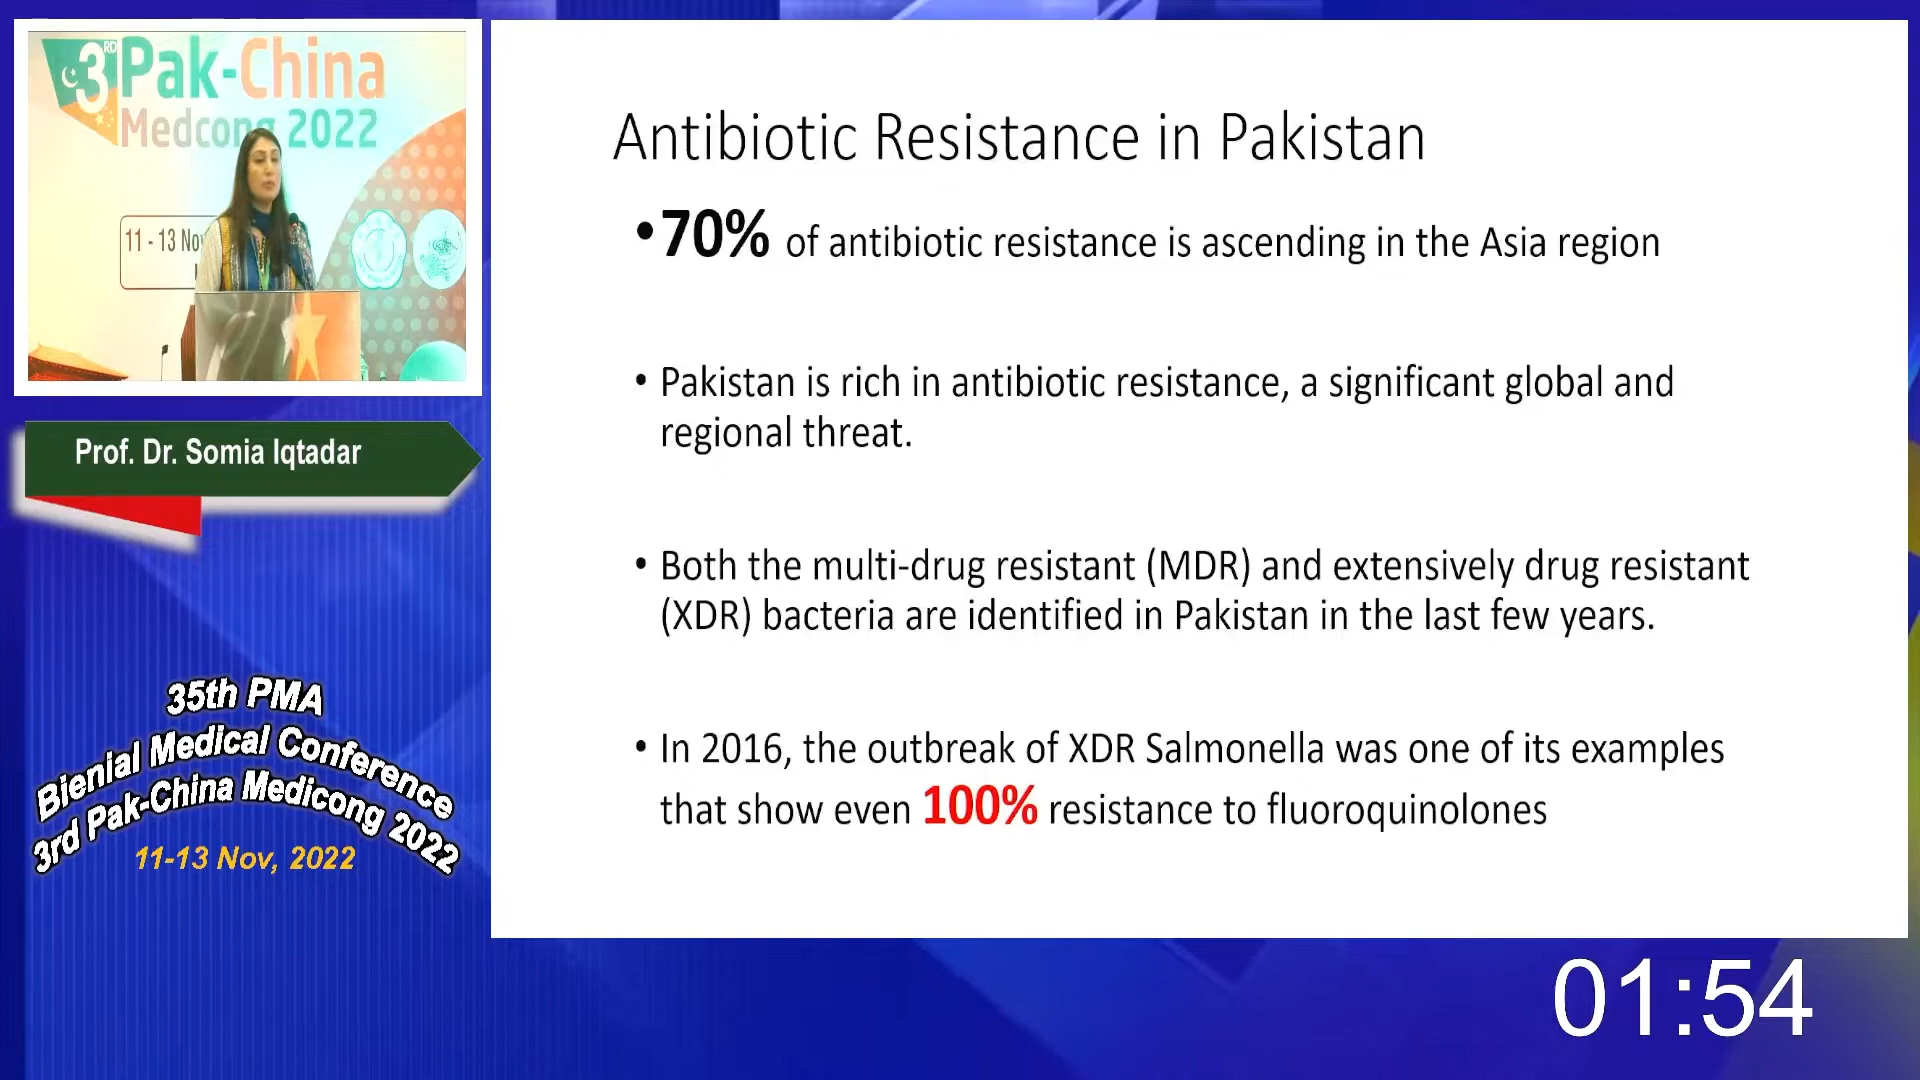 3RD Pak-China
Medcong 2022
11 - 13 Nov
Prof. Dr. Somia Iqtadar
35th PMA
Bienial Medical Conference
3rd Pak-China Medicong 2022
11-13 Nov, 2022
Antibiotic Resistance in Pakistan
•70% of antibiotic resistance is ascending in the Asia region
• Pakistan is rich in antibiotic resistance, a significant global and
regional threat.
• Both the multi-drug resistant (MDR) and extensively drug resistant
(XDR) bacteria are identified in Pakistan in the last few years.
• In 2016, the outbreak of XDR Salmonella was one of its examples
that show even 100% resistance to fluoroquinolones
01:54